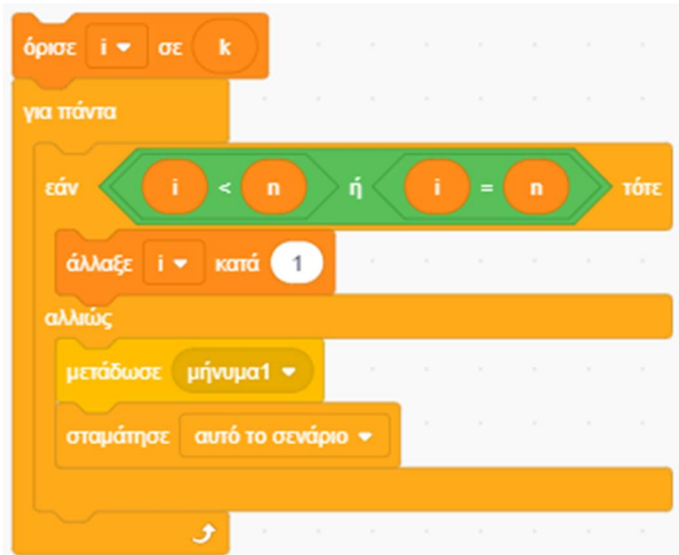 όρισε i σε k
για πάντα
εάν i < n ή i = n τότε
άλλαξε i κατά 1
αλλιώς
μετάδωσε μήνυμα1
σταμάτησε αυτό το σενάριο